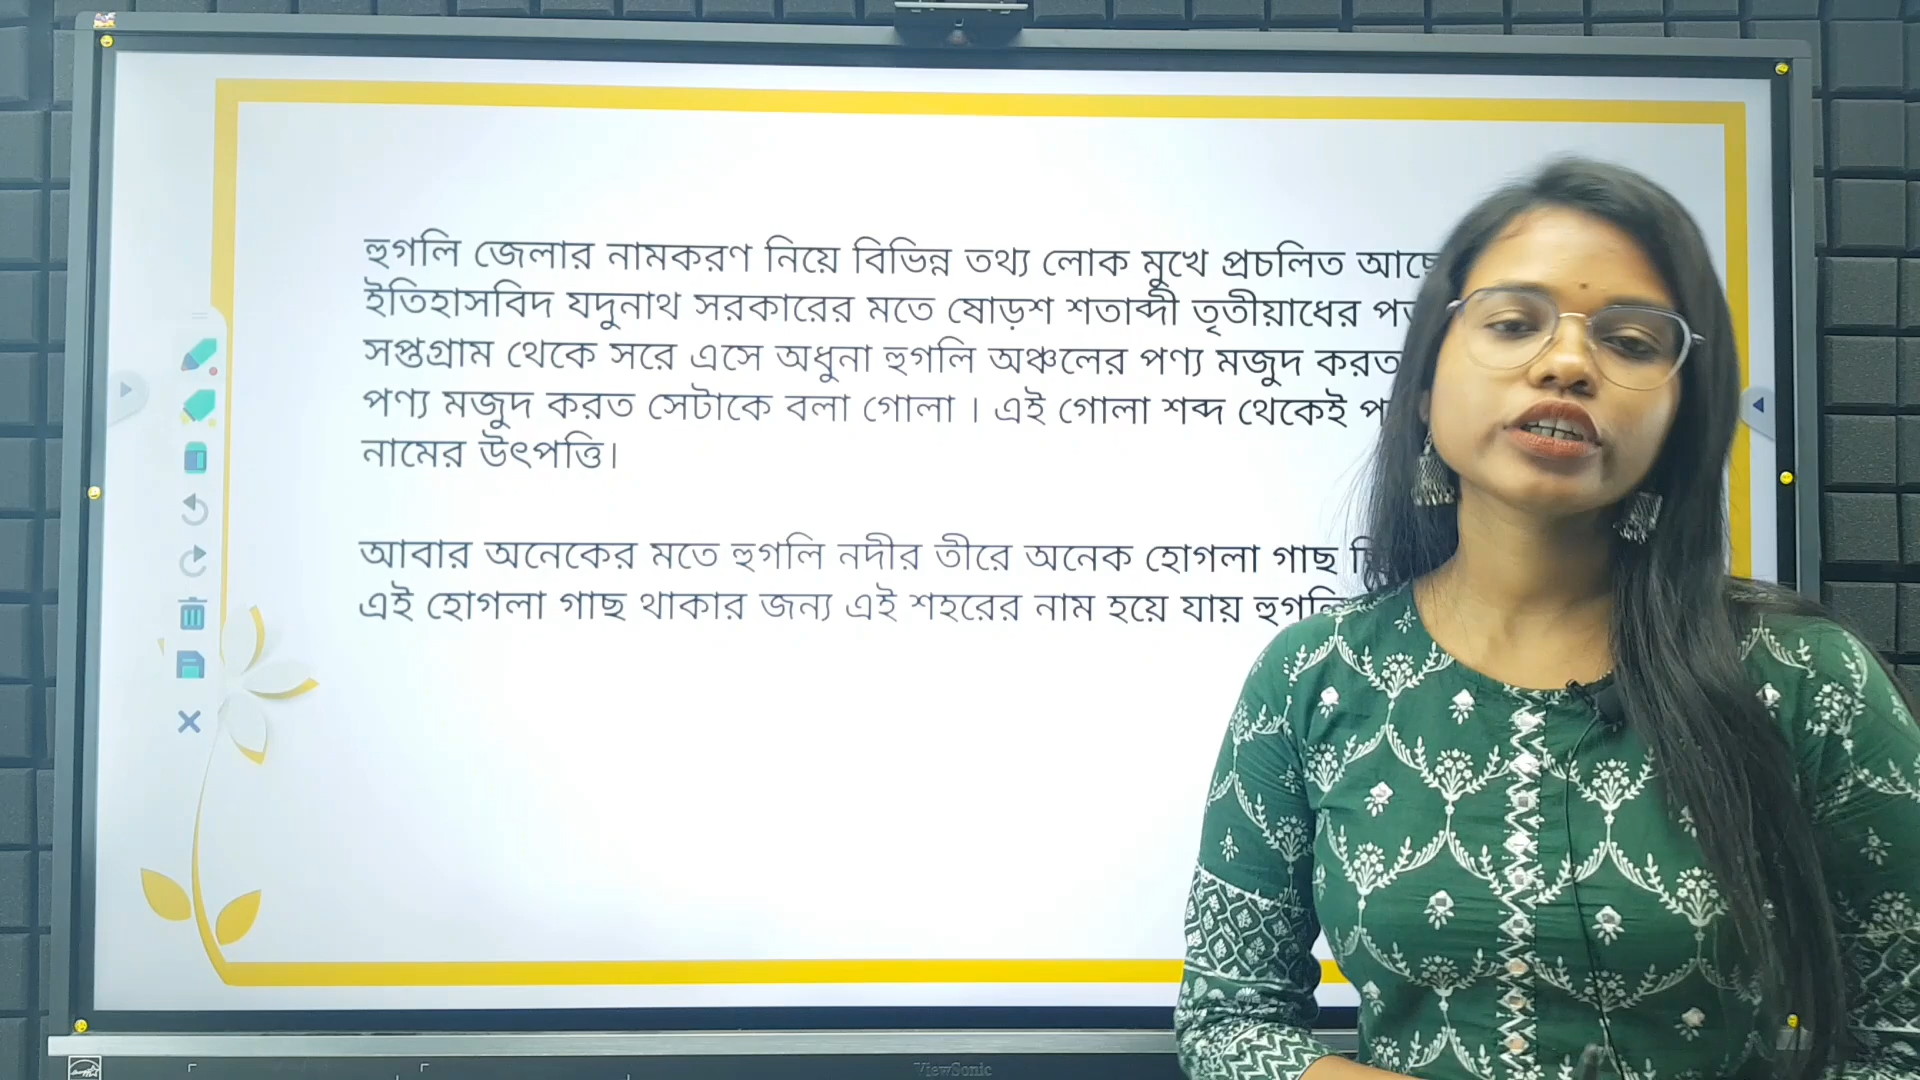 হুগলি জেলার নামকরণ নিয়ে বিভিন্ন তথ্য লোক মুখে প্রচলিত
ইতিহাসবিদ যদুনাথ সরকারের মতে ষোড়শ শতাব্দী তৃতীয়াধের
সপ্তগ্রাম থেকে সরে এসে অধুনা হুগলি অঞ্চলের পণ্য মজুদ করত
পণ্য মজুদ করত সেটাকে বলা গোলা । এই গোলা শব্দ থেকেই
নামের উৎপত্তি।
আবার অনেকের মতে হুগলি নদীর তীরে অনেক হোগলা গাছ
এই হোগলা গাছ থাকার জন্য এই শহরের নাম হয়ে যায়
ViewSonic